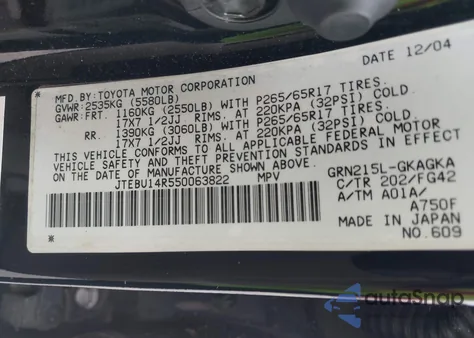 DATE 12/04
MFD. BY: TOYOTA MOTOR CORPORATION
GVWR: 2535KG (5580LB)
GAWR: FRT. 1160KG (2550LB) WITH P265/65R17 TIRES.
17X7 1/2JJ RIMS. AT 220KPA (32PSI) COLD.
RR. 1390KG (3060LB) WITH P265/65R17 TIRES.
17X7 1/2JJ RIMS. AT 220KPA (32PSI) COLD.
THIS VEHICLE CONFORMS TO ALL APPLICABLE FEDERAL MOTOR
VEHICLE SAFETY AND THEFT PREVENTION STANDARDS IN EFFECT
ON THE DATE OF MANUFACTURE SHOWN ABOVE.
JTEBU14R550063822 MPV
GRN215L-GKAGKA
C/TR 202/FG42
A/TM A01A/
A750F
MADE IN JAPAN
NO.609
autoSnap